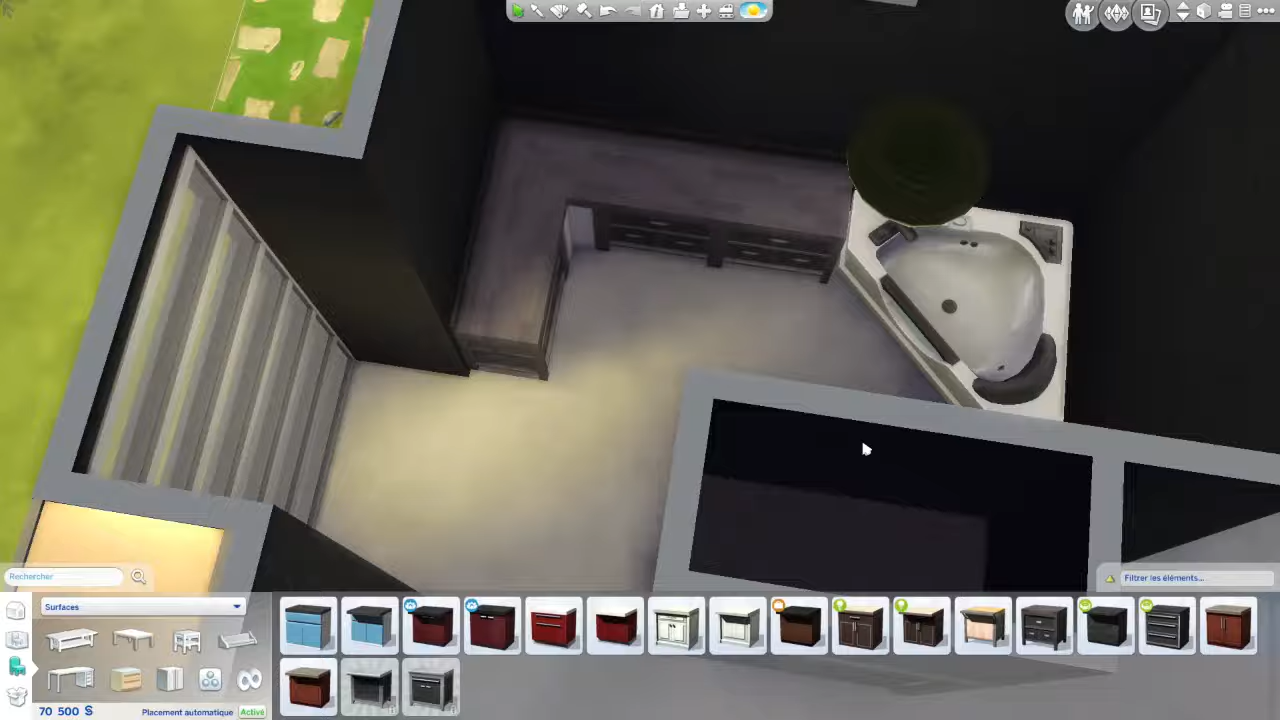 Rechercher
Filtrer les éléments...
Surfaces
70 500 $
Placement automatique Activé